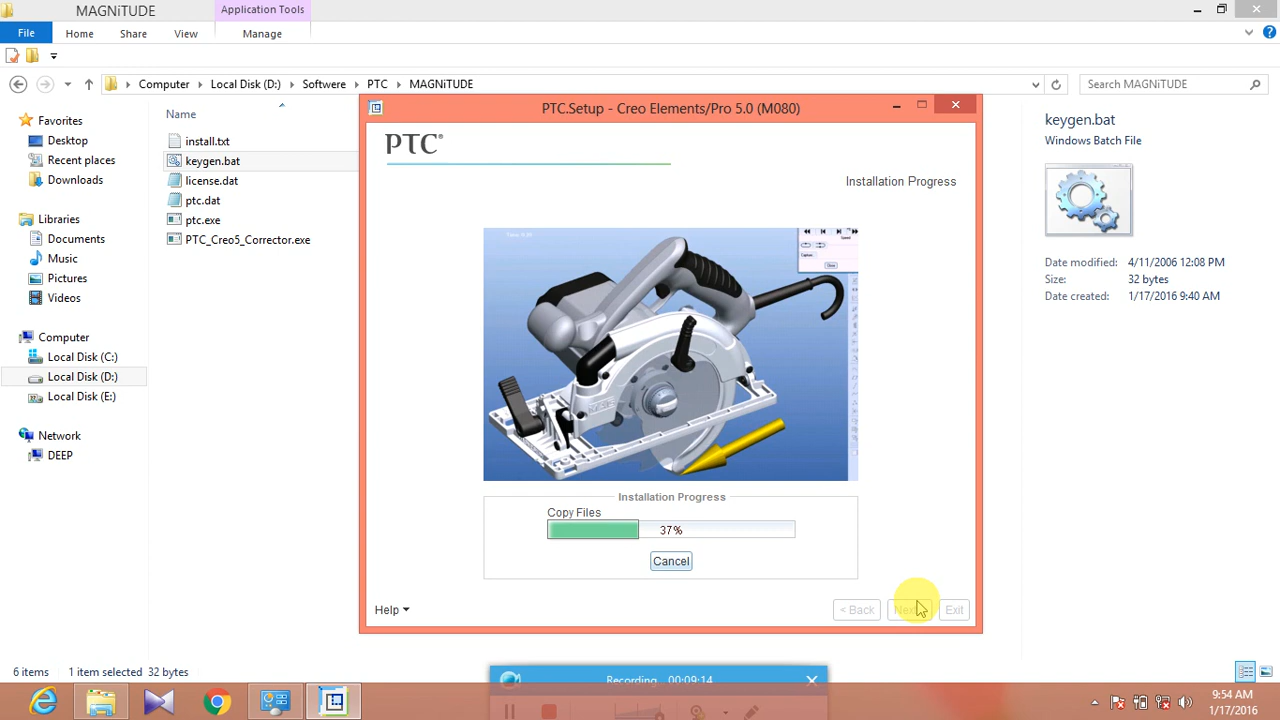 MAGNiTUDE
Application Tools
File
Home
Share
View
Manage
Computer
Local Disk (D:)
Softwere
PTC
MAGNiTUDE
Search MAGNiTUDE
Favorites
Desktop
Recent places
Downloads
Libraries
Documents
Music
Pictures
Videos
Computer
Local Disk (C:)
Local Disk (D:)
Local Disk (E:)
Network
DEEP
Name
install.txt
keygen.bat
license.dat
ptc.dat
ptc.exe
PTC_Creo5_Corrector.exe
PTC.Setup - Creo Elements/Pro 5.0 (M080)
PTC®
Installation Progress
Installation Progress
Copy Files
37%
Cancel
Help
< Back
Next
Exit
keygen.bat
Windows Batch File
Date modified: 4/11/2006 12:08 PM
Size: 32 bytes
Date created: 1/17/2016 9:40 AM
6 items
1 item selected 32 bytes
Recording 00:09:14
9:54 AM
1/17/2016